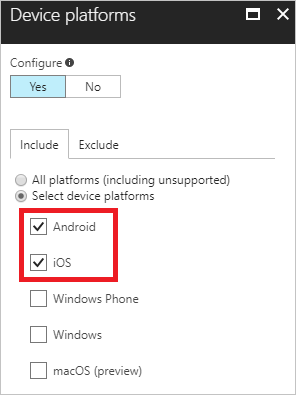 Device platforms
Configure
Yes No
Include Exclude
All platforms (including unsupported)
Select device platforms
Android
iOS
Windows Phone
Windows
macOS (preview)